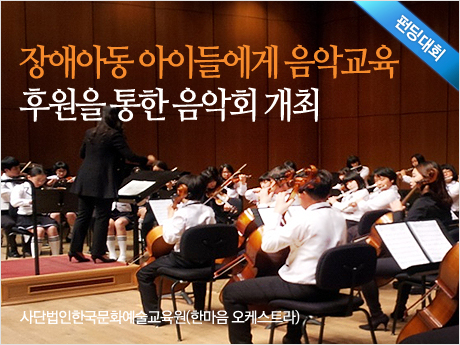 펀딩대회
장애아동 아이들에게 음악교육
후원을 통한 음악회 개최
사단법인한국문화예술교육원(한마음 오케스트라)